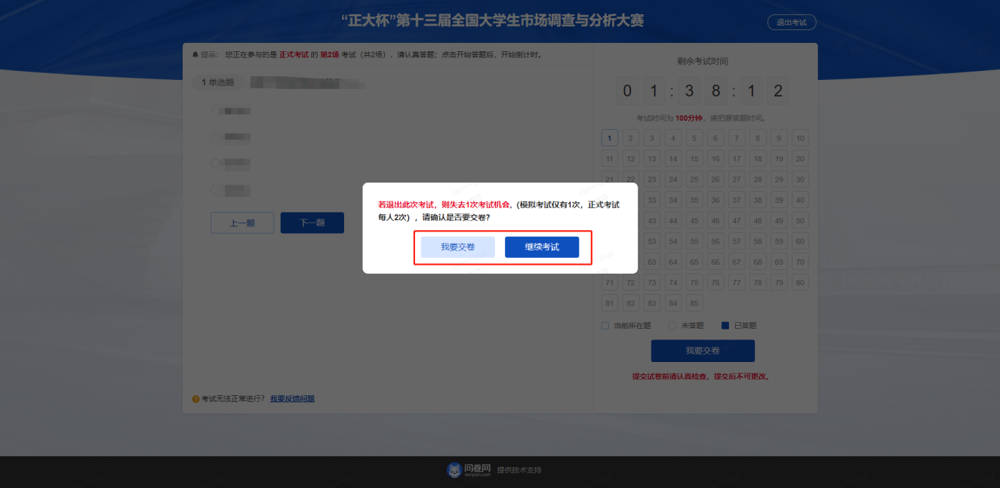 “正大杯”第十三届全国大学生市场调查与分析大赛
退出考试
提示: 您正在参与的是 正式考试 的 第2场 考试（共2场），请认真答题；点击开始答题后，开始倒计时。
1 单选题
上一题
下一题
考试无法正常进行? 我要反馈问题
剩余考试时间
0 1 : 3 8 : 1 2
考试时间为 100分钟，请把握答题时间。
1 2 3 4 5 6 7 8 9 10
11 12 13 14 15 16 17 18 19 20
21 22 23 24 25 26 27 28 29 30
33 34 35 36 37 38 39 40
43 44 45 46 47 48 49 50
53 54 55 56 57 58 59 60
63 64 65 66 67 68 69 70
71 72 73 74 75 76 77 78 79 80
81 82 83 84 85
当前所在题 未答题 已答题
我要交卷
提交试卷前请认真检查，提交后不可更改。
若退出此次考试，则失去1次考试机会，(模拟考试仅有1次，正式考试
每人2次) ，请确认是否要交卷?
我要交卷
继续考试
问卷网 提供技术支持
wenjuan.com